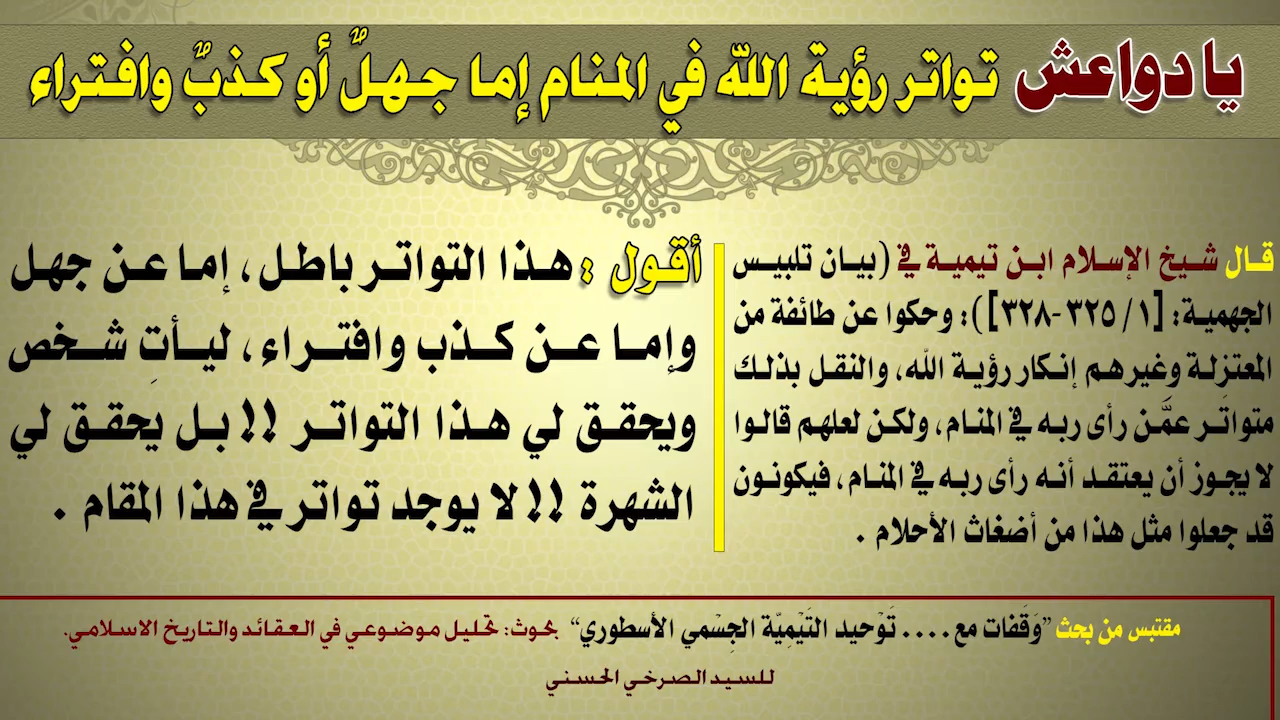 يا دواعش تواتر رؤية الله في المنام إما جهلٌ أو كذبٌ وافتراء
قال شيخ الإسلام ابن تيمية في (بيان تلبيس
الجهمية: [١/ ٣٢٥ -٣٢٨]): وحكوا عن طائفة من
المعتزِلة وغيرهم إنكار رؤية الله، والنقل بذلك
متواتر عمَّن رأى ربه في المنام، ولكن لعلهم قالوا
لا يجوز أن يعتقد أنه رأى ربه في المنام، فيكونون
قد جعلوا مثل هذا من أضغاث الأحلام .
أقول : هذا التواتر باطل، إما عن جهل
وإما عن كذب وافتراء، ليأتِ شخص
ويحقق لي هذا التواتر !! بل يحقق لي
الشهرة !! لا يوجد تواتر في هذا المقام .
مقتبس من بحث "وَقَفات مع.... تَوْحيد التَيْمِيّة الجِسْمي الأسطوري" بحوث: تحليل موضوعي في العقائد والتاريخ الاسلامي.
للسيد الصرخي الحسني